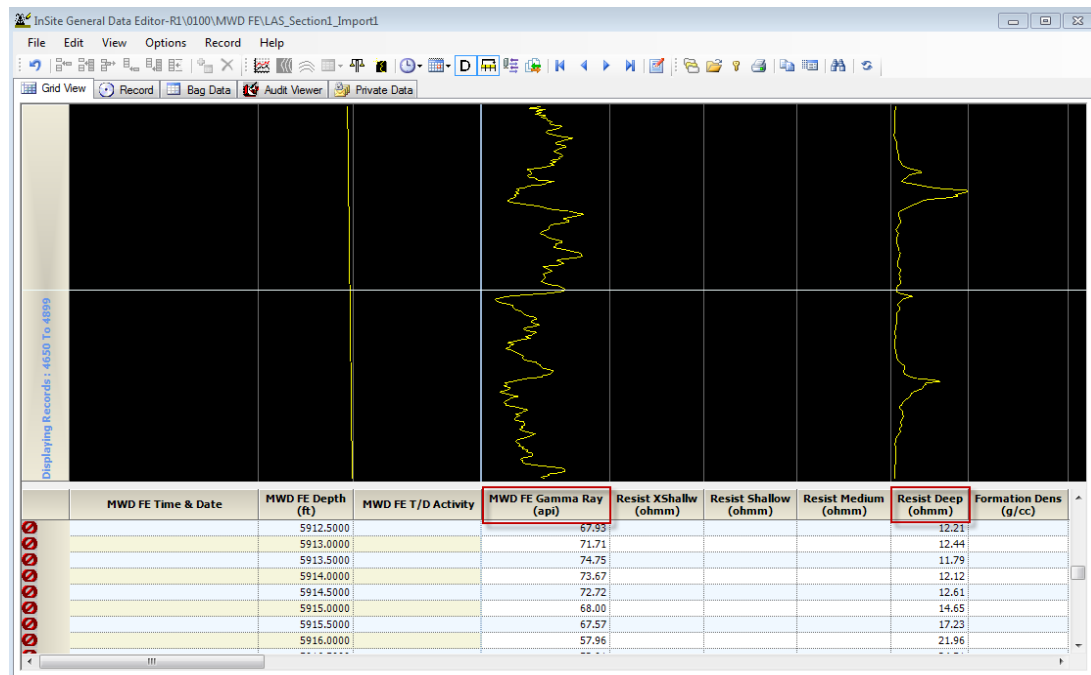 InSite General Data Editor-R1\0100\MWD FE\LAS_Section1_Import1
File Edit View Options Record Help
D
Grid View Record Bag Data Audit Viewer Private Data
Displaying Records : 4650 To 4899
MWD FE Time & Date MWD FE Depth (ft) MWD FE T/D Activity MWD FE Gamma Ray (api) Resist XShallw (ohmm) Resist Shallow (ohmm) Resist Medium (ohmm) Resist Deep (ohmm) Formation Dens (g/cc)
5912.5000 67.93 12.21
5913.0000 71.71 12.44
5913.5000 74.75 11.79
5914.0000 73.67 12.12
5914.5000 72.72 12.61
5915.0000 68.00 14.65
5915.5000 67.57 17.23
5916.0000 57.96 21.96